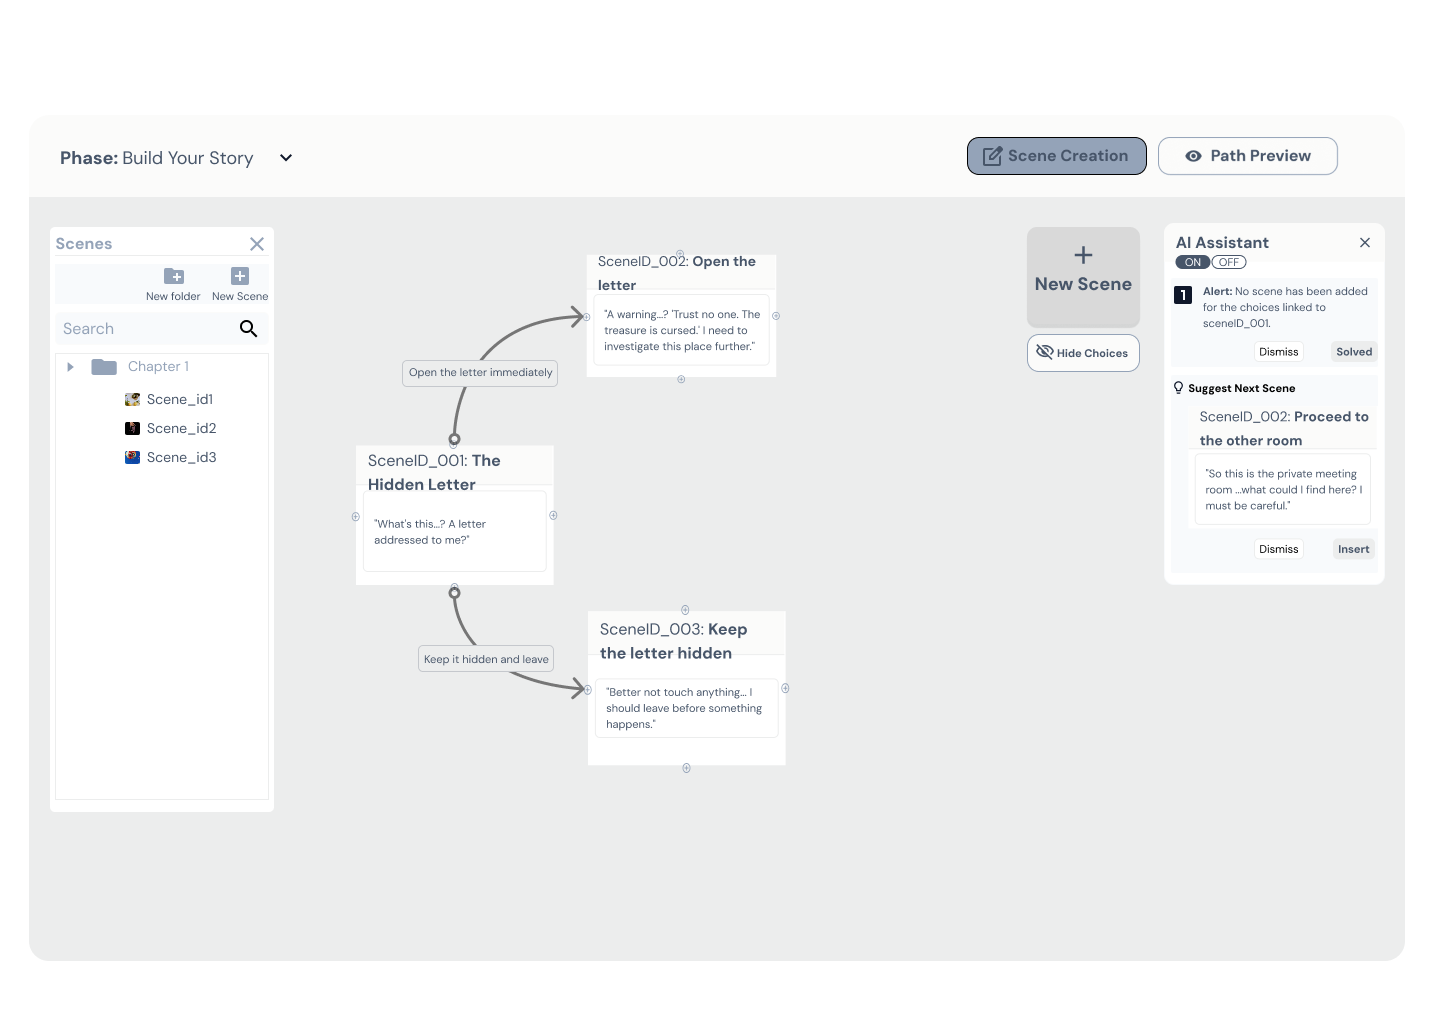 Phase: Build Your Story
Scene Creation
Path Preview
Scenes
New folder
New Scene
Search
Chapter 1
Scene_id1
Scene_id2
Scene_id3
SceneID_002: Open the
letter
"A warning...? 'Trust no one. The
treasure is cursed.' I need to
investigate this place further."
Open the letter immediately
SceneID_001: The
Hidden Letter
"What's this...? A letter
addressed to me?"
Keep it hidden and leave
SceneID_003: Keep
the letter hidden
"Better not touch anything... I
should leave before something
happens."
New Scene
Hide Choices
AI Assistant
ON OFF
1
Alert: No scene has been added
for the choices linked to
sceneID_001.
Dismiss
Solved
Suggest Next Scene
SceneID_002: Proceed to
the other room
"So this is the private meeting
room ...what could I find here? I
must be careful."
Dismiss
Insert